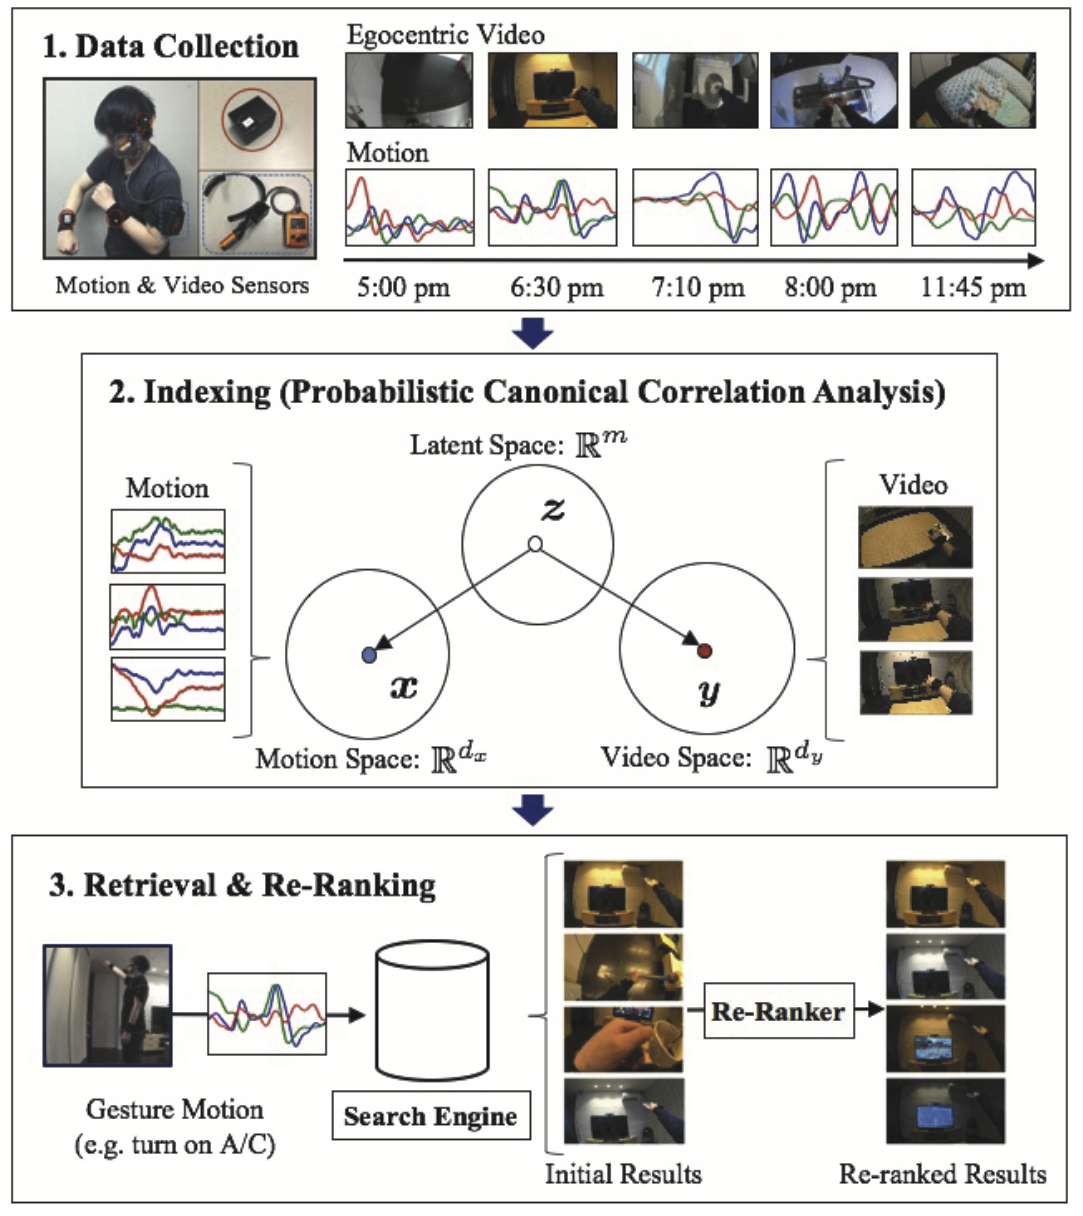 1. Data Collection
Egocentric Video
Motion
Motion & Video Sensors
5:00 pm
6:30 pm
7:10 pm
8:00 pm
11:45 pm
2. Indexing (Probabilistic Canonical Correlation Analysis)
Latent Space: ℝᵐ
Motion
Video
z
x
y
Motion Space: ℝ^{d_x}
Video Space: ℝ^{d_y}
3. Retrieval & Re-Ranking
Re-Ranker
Gesture Motion
(e.g. turn on A/C)
Search Engine
Initial Results
Re-ranked Results